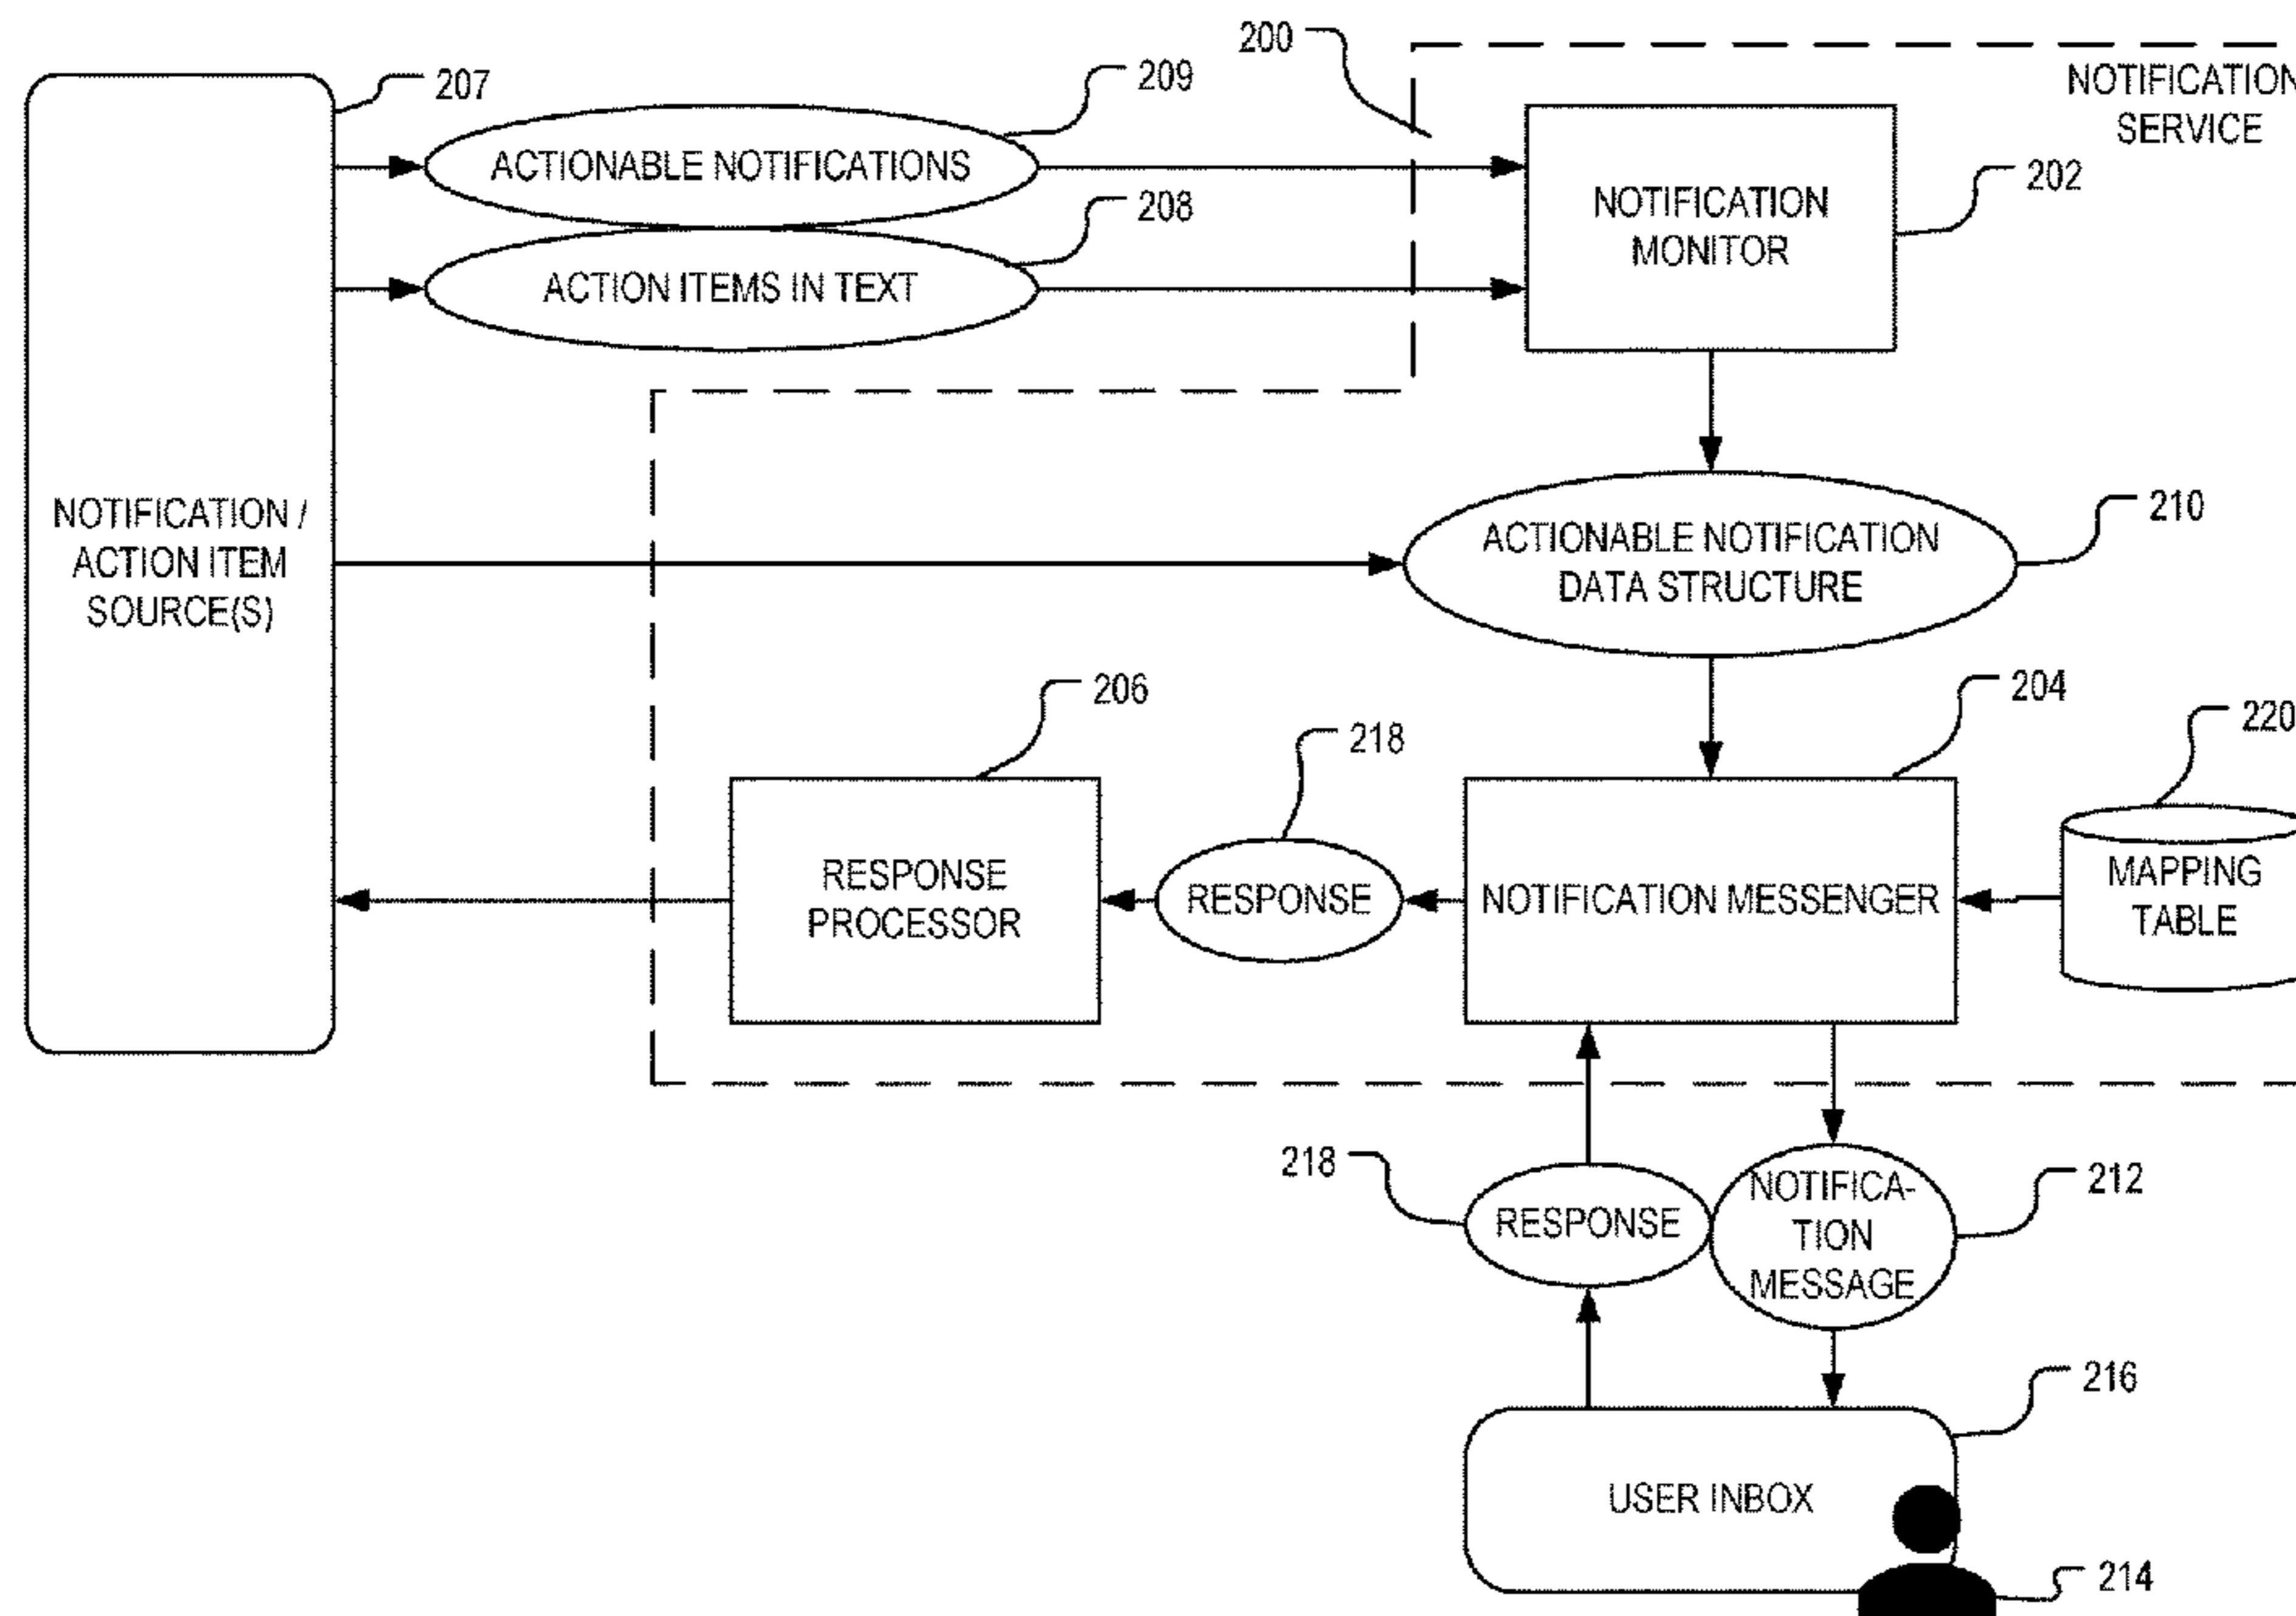 200
NOTIFICATION
SERVICE
207
209
ACTIONABLE NOTIFICATIONS
202
NOTIFICATION
MONITOR
208
ACTION ITEMS IN TEXT
210
NOTIFICATION /
ACTION ITEM
SOURCE(S)
ACTIONABLE NOTIFICATION
DATA STRUCTURE
206
204
218
220
RESPONSE
PROCESSOR
RESPONSE
NOTIFICATION MESSENGER
MAPPING
TABLE
218
RESPONSE
NOTIFICA-
TION
MESSAGE
212
216
USER INBOX
214